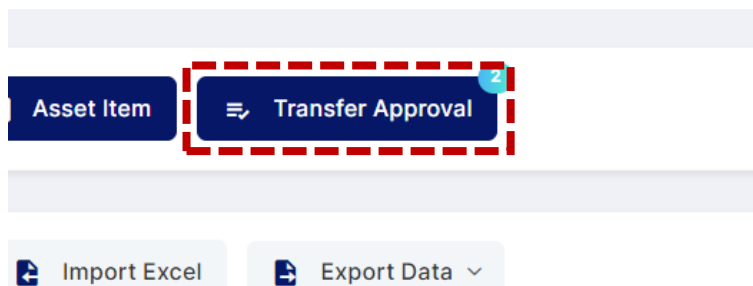 2
Asset Item Transfer Approval
Import Excel Export Data